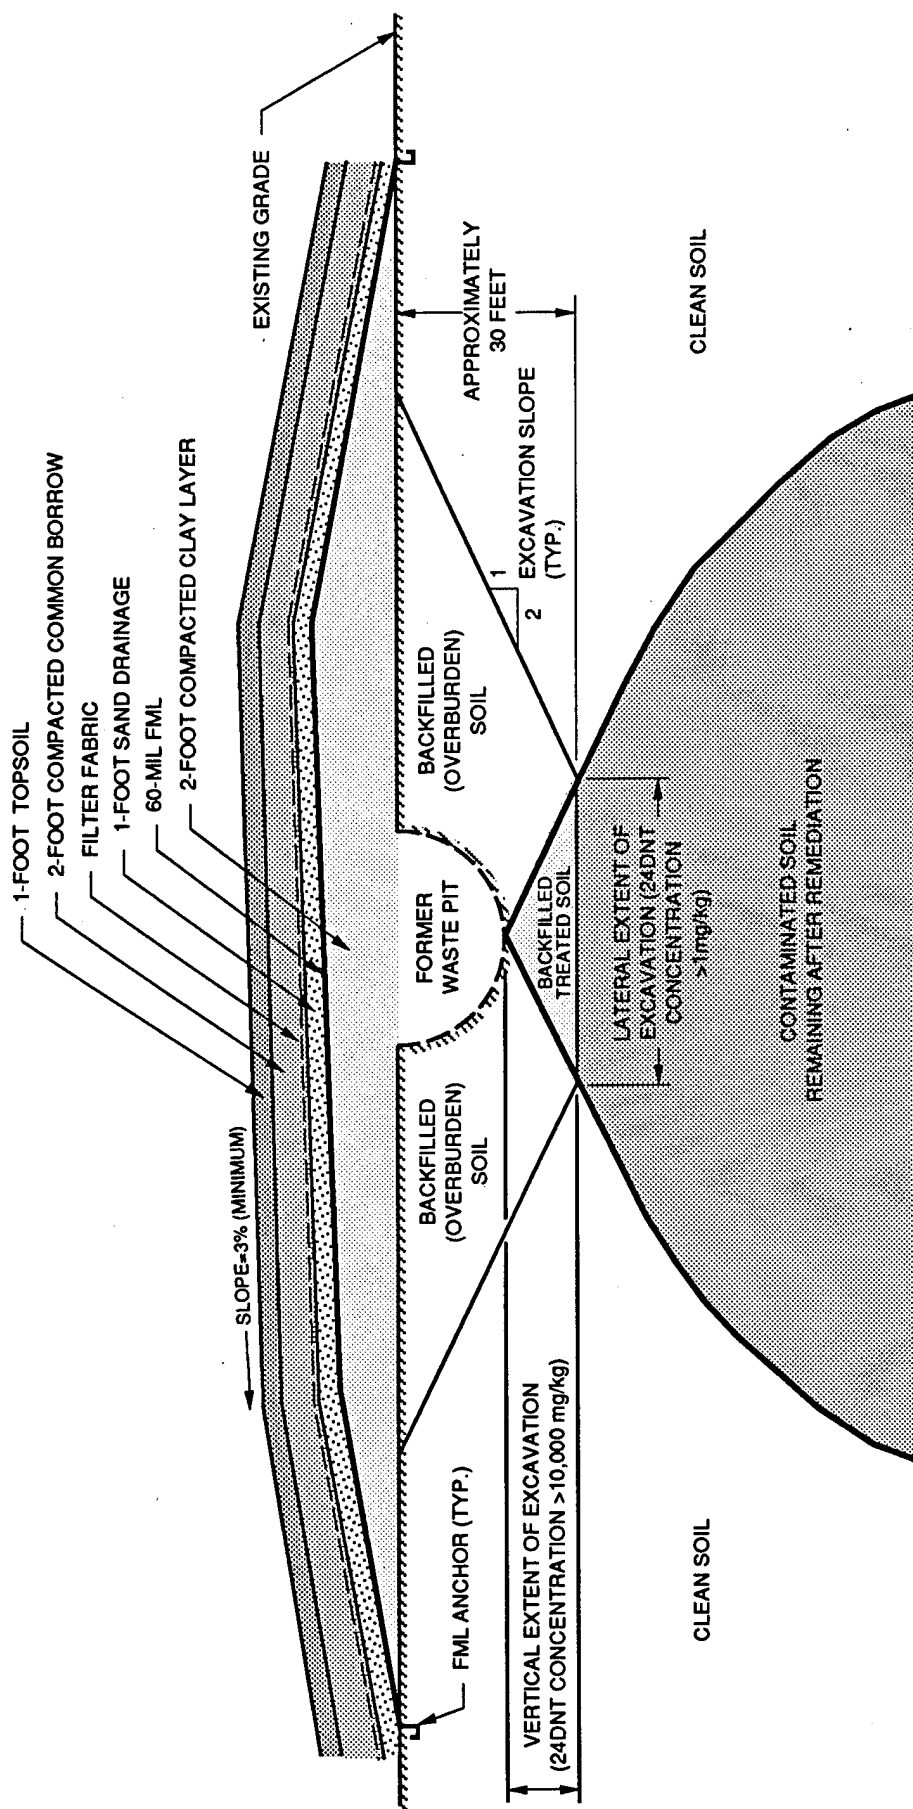 1-FOOT TOPSOIL
2-FOOT COMPACTED COMMON BORROW
FILTER FABRIC
1-FOOT SAND DRAINAGE
60-MIL FML
2-FOOT COMPACTED CLAY LAYER
SLOPE=3% (MINIMUM)
EXISTING GRADE
FML ANCHOR (TYP.)
BACKFILLED
(OVERBURDEN)
SOIL
FORMER
WASTE PIT
BACKFILLED
(OVERBURDEN)
SOIL
APPROXIMATELY
30 FEET
1
2
EXCAVATION SLOPE
(TYP.)
BACKFILLED
TREATED SOIL
VERTICAL EXTENT OF EXCAVATION
(24DNT CONCENTRATION >10,000 mg/kg)
LATERAL EXTENT OF
EXCAVATION (24DNT
CONCENTRATION
>1mg/kg)
CLEAN SOIL
CONTAMINATED SOIL
REMAINING AFTER REMEDIATION
CLEAN SOIL